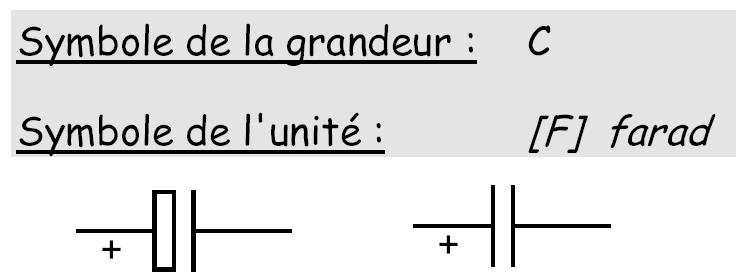 Symbole de la grandeur : C
Symbole de l'unité : [F] farad
+ +